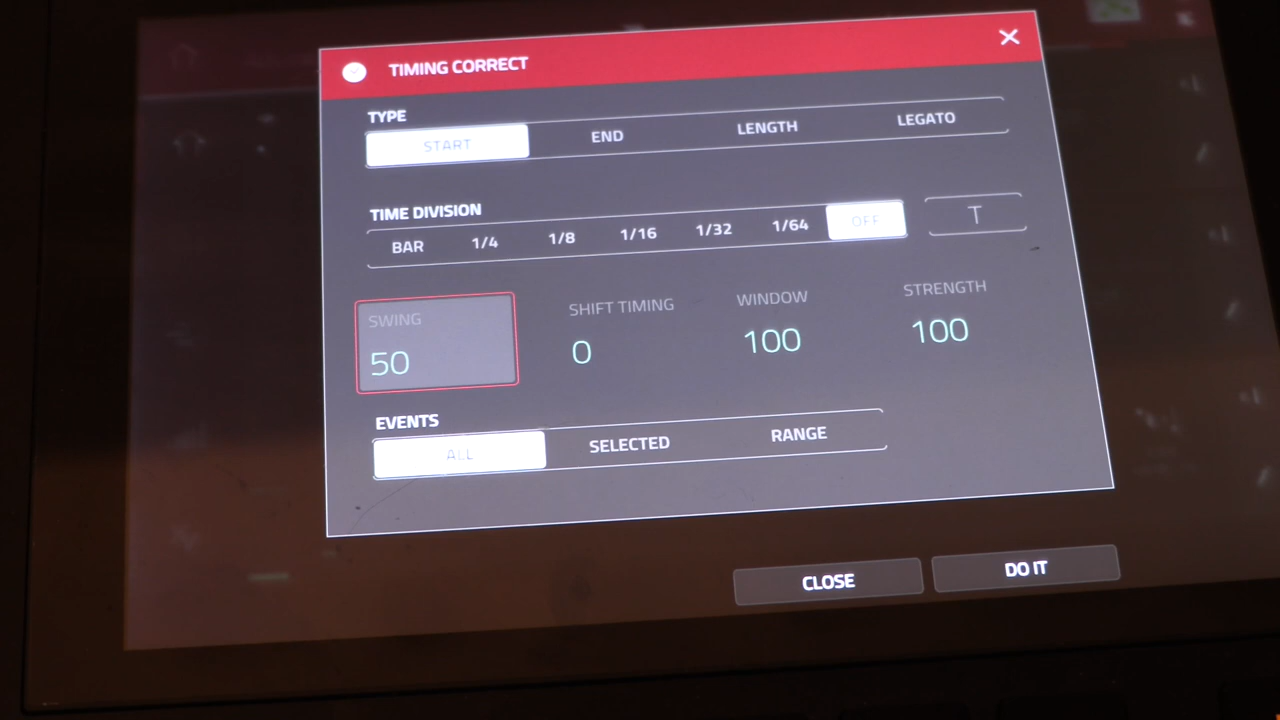 TIMING CORRECT
TYPE
START END LENGTH LEGATO
TIME DIVISION
BAR 1/4 1/8 1/16 1/32 1/64 OFF T
SWING SHIFT TIMING WINDOW STRENGTH
50 0 100 100
EVENTS
ALL SELECTED RANGE
CLOSE DO IT